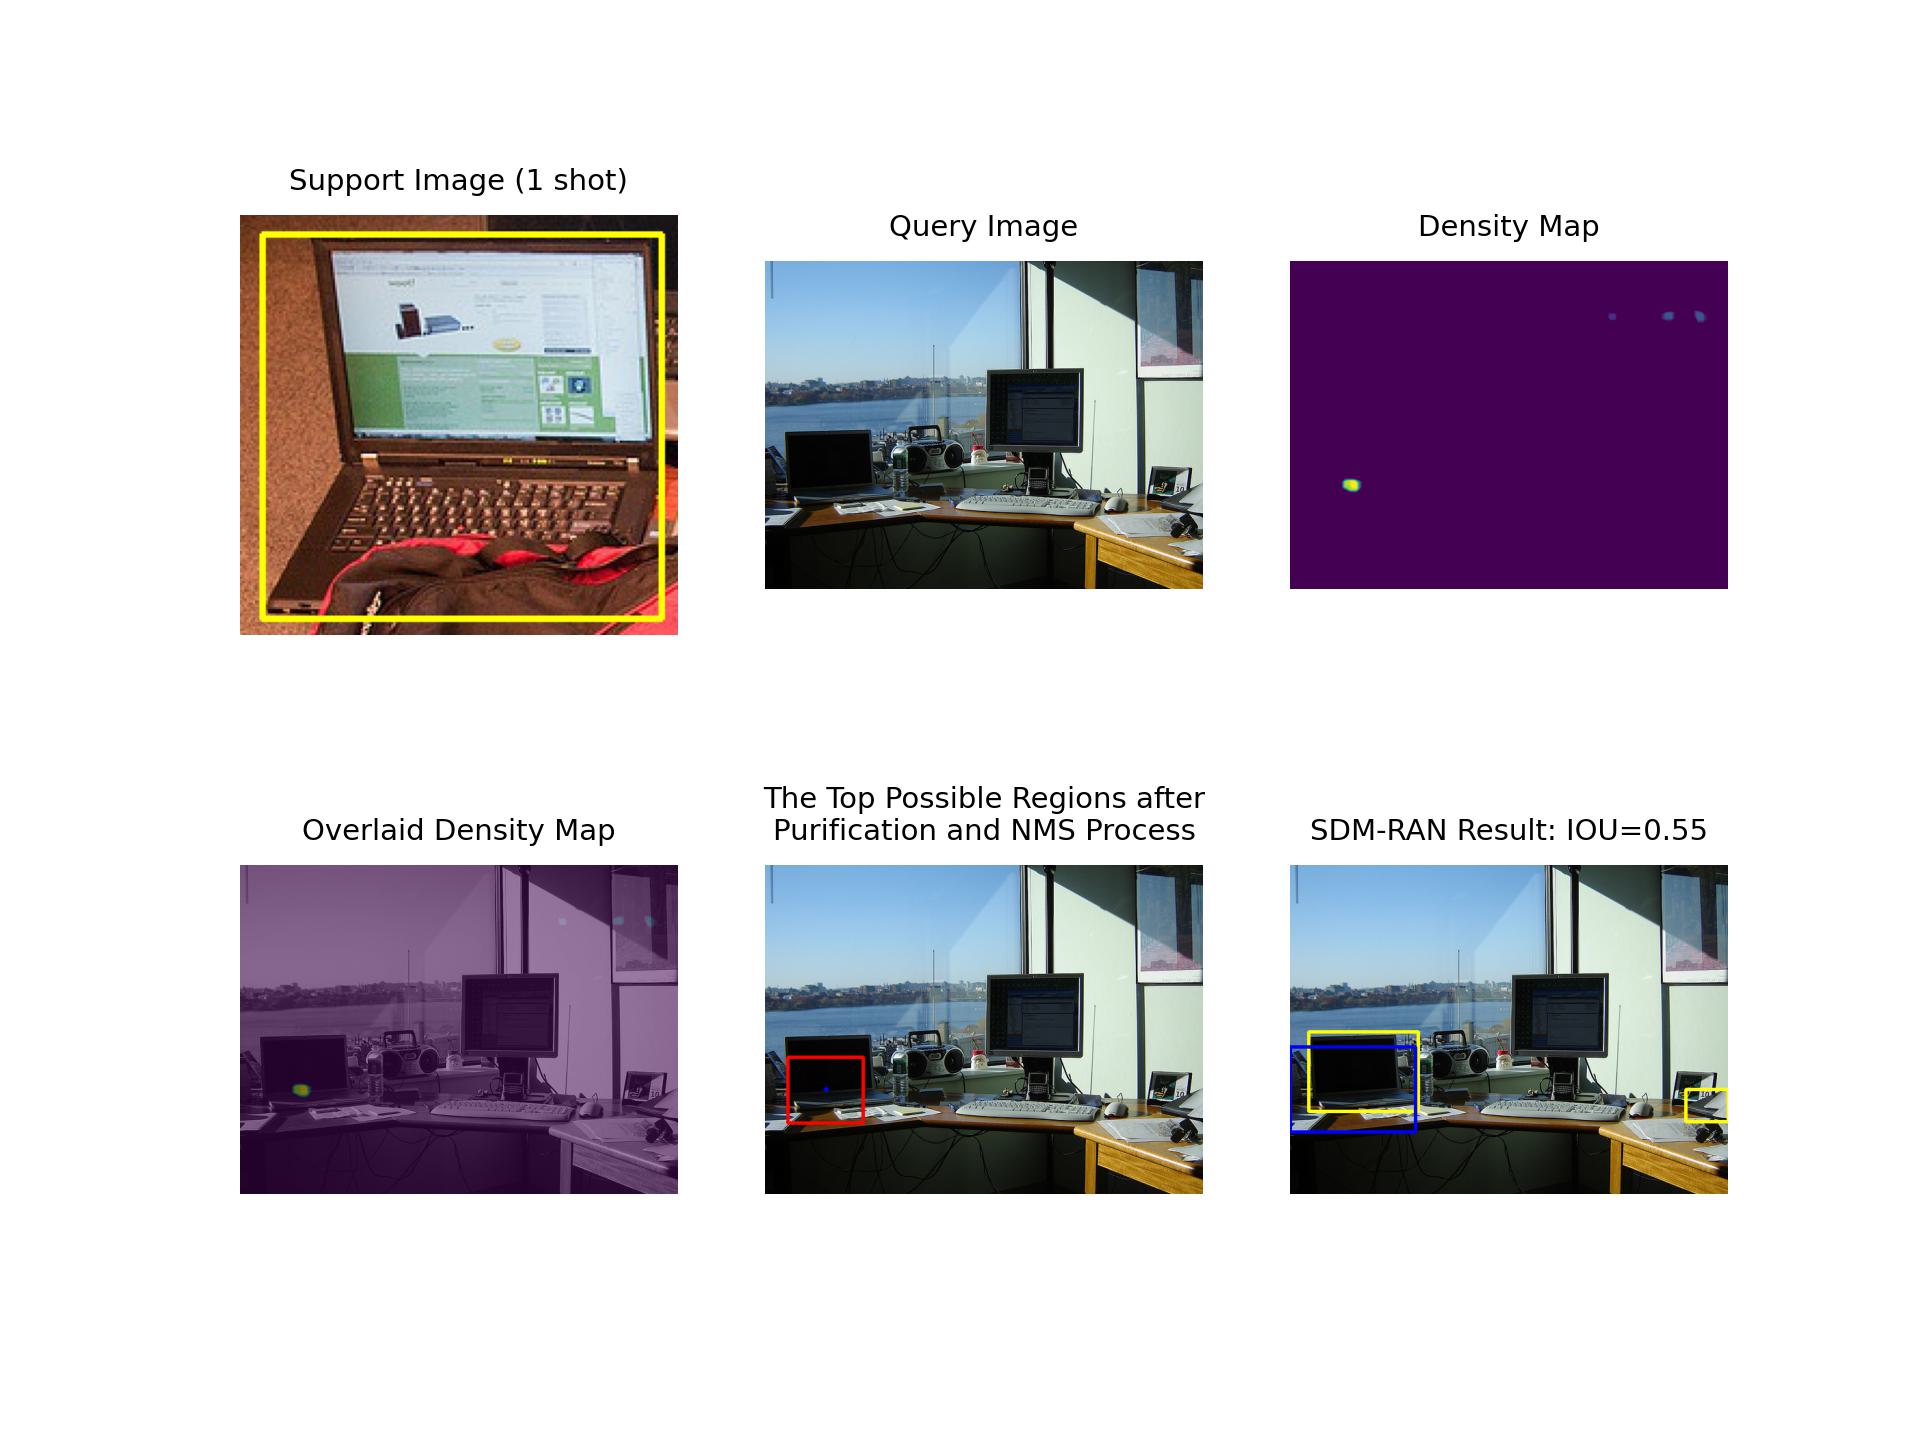 Support Image (1 shot)
Query Image
Density Map
woot!
Overlaid Density Map
The Top Possible Regions after
Purification and NMS Process
SDM-RAN Result: IOU=0.55